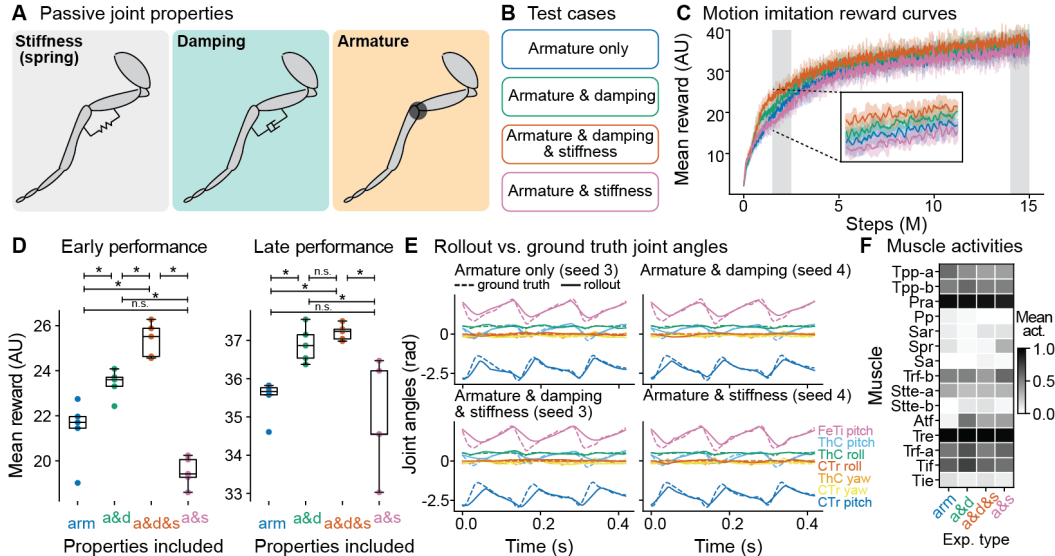 A Passive joint properties
Stiffness
(spring)
Damping
Armature
B Test cases
Armature only
Armature & damping
Armature & damping
& stiffness
Armature & stiffness
C Motion imitation reward curves
Mean reward (AU)
40
30
20
10
0
5
10
15
Steps (M)
D Early performance
Late performance
* * *
*
*
n.s.
* n.s. *
*
*
n.s.
Mean reward (AU)
26
24
22
20
37
36
35
34
33
arm a&d a&d&s a&s
arm a&d a&d&s a&s
Properties included
Properties included
E Rollout vs. ground truth joint angles
Armature only (seed 3)
Armature & damping (seed 4)
ground truth rollout
Joint angles (rad)
0
-2.5
Armature & damping
& stiffness (seed 3)
Armature & stiffness (seed 4)
0
-2.5
FeTi pitch
ThC pitch
ThC roll
CTr roll
ThC yaw
CTr yaw
CTr pitch
0.0 0.2 0.4
0.0 0.2 0.4
Time (s)
Time (s)
F Muscle activities
Muscle
Tpp-a
Tpp-b
Pra
Pp
Sar
Spr
Sa
Trf-b
Stte-a
Stte-b
Atf
Tre
Trf-a
Tif
Tie
arm
a&d
a&d&s
a&s
Exp. type
Mean
act.
1.0
0.5
0.0